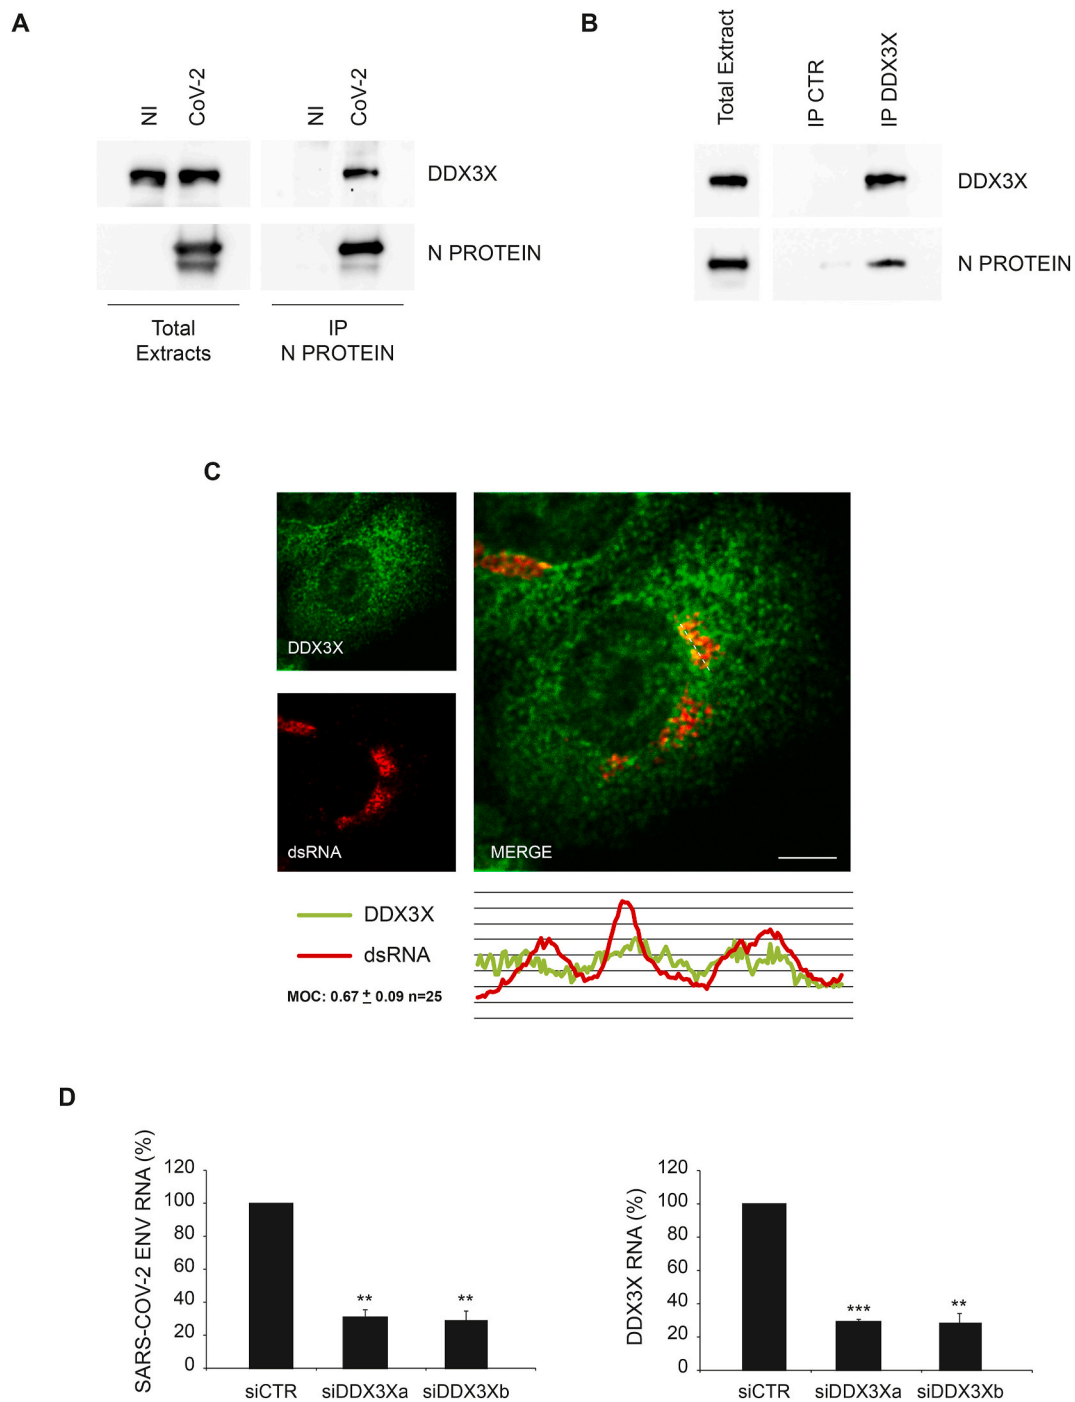 A
NI
CoV-2
NI
CoV-2
DDX3X
N PROTEIN
Total
Extracts
IP
N PROTEIN
B
Total Extract
IP CTR
IP DDX3X
DDX3X
N PROTEIN
C
DDX3X
dsRNA
MERGE
DDX3X
dsRNA
MOC: 0.67 ± 0.09 n=25
D
SARS-COV-2 ENV RNA (%)
120
100
80
60
40
20
0
** **
siCTR siDDX3Xa siDDX3Xb
DDX3X RNA (%)
120
100
80
60
40
20
0
*** **
siCTR siDDX3Xa siDDX3Xb